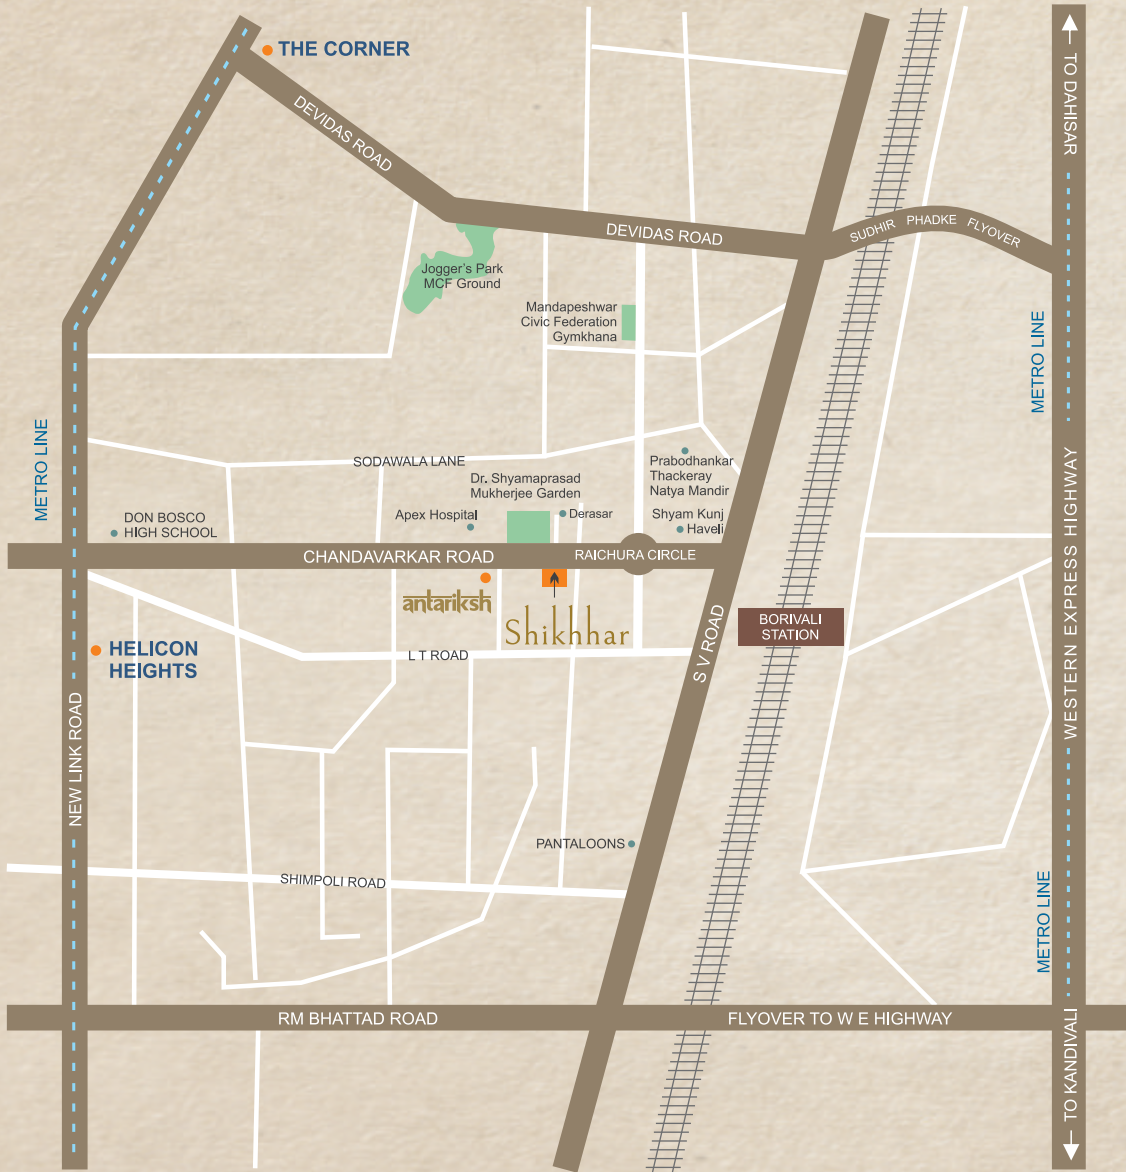 THE CORNER
TO DAHISAR
DEVIDAS ROAD
DEVIDAS ROAD
SUDHIR PHADKE FLYOVER
Jogger's Park
MCF Ground
Mandapeshwar
Civic Federation
Gymkhana
METRO LINE
METRO LINE
SODAWALA LANE
Prabodhankar
Thackeray
Natya Mandir
Dr. Shyamaprasad
Mukherjee Garden
Apex Hospital
Derasar
Shyam Kunj
Haveli
DON BOSCO
HIGH SCHOOL
CHANDAVARKAR ROAD
RAICHURA CIRCLE
WESTERN EXPRESS HIGHWAY
antariksh
Shikhhar
BORIVALI
STATION
HELICON
HEIGHTS
L T ROAD
S V ROAD
NEW LINK ROAD
PANTALOONS
SHIMPOLI ROAD
METRO LINE
RM BHATTAD ROAD
FLYOVER TO W E HIGHWAY
TO KANDIVALI